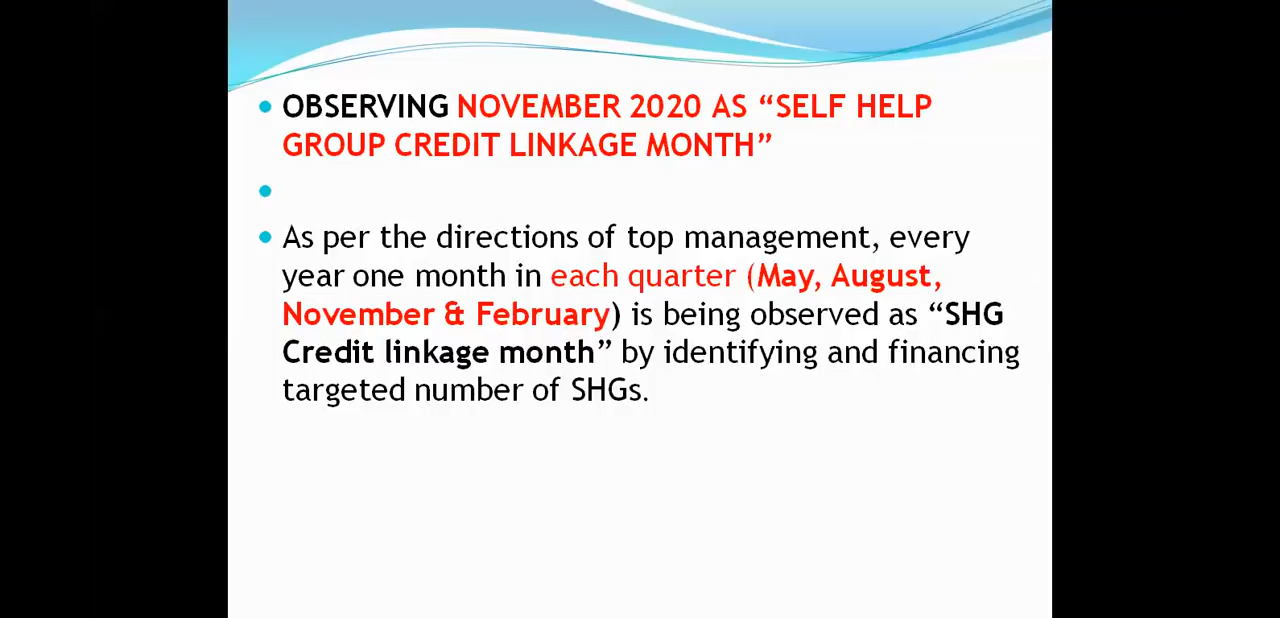 OBSERVING NOVEMBER 2020 AS “SELF HELP
GROUP CREDIT LINKAGE MONTH”
As per the directions of top management, every
year one month in each quarter (May, August,
November & February) is being observed as “SHG
Credit linkage month” by identifying and financing
targeted number of SHGs.